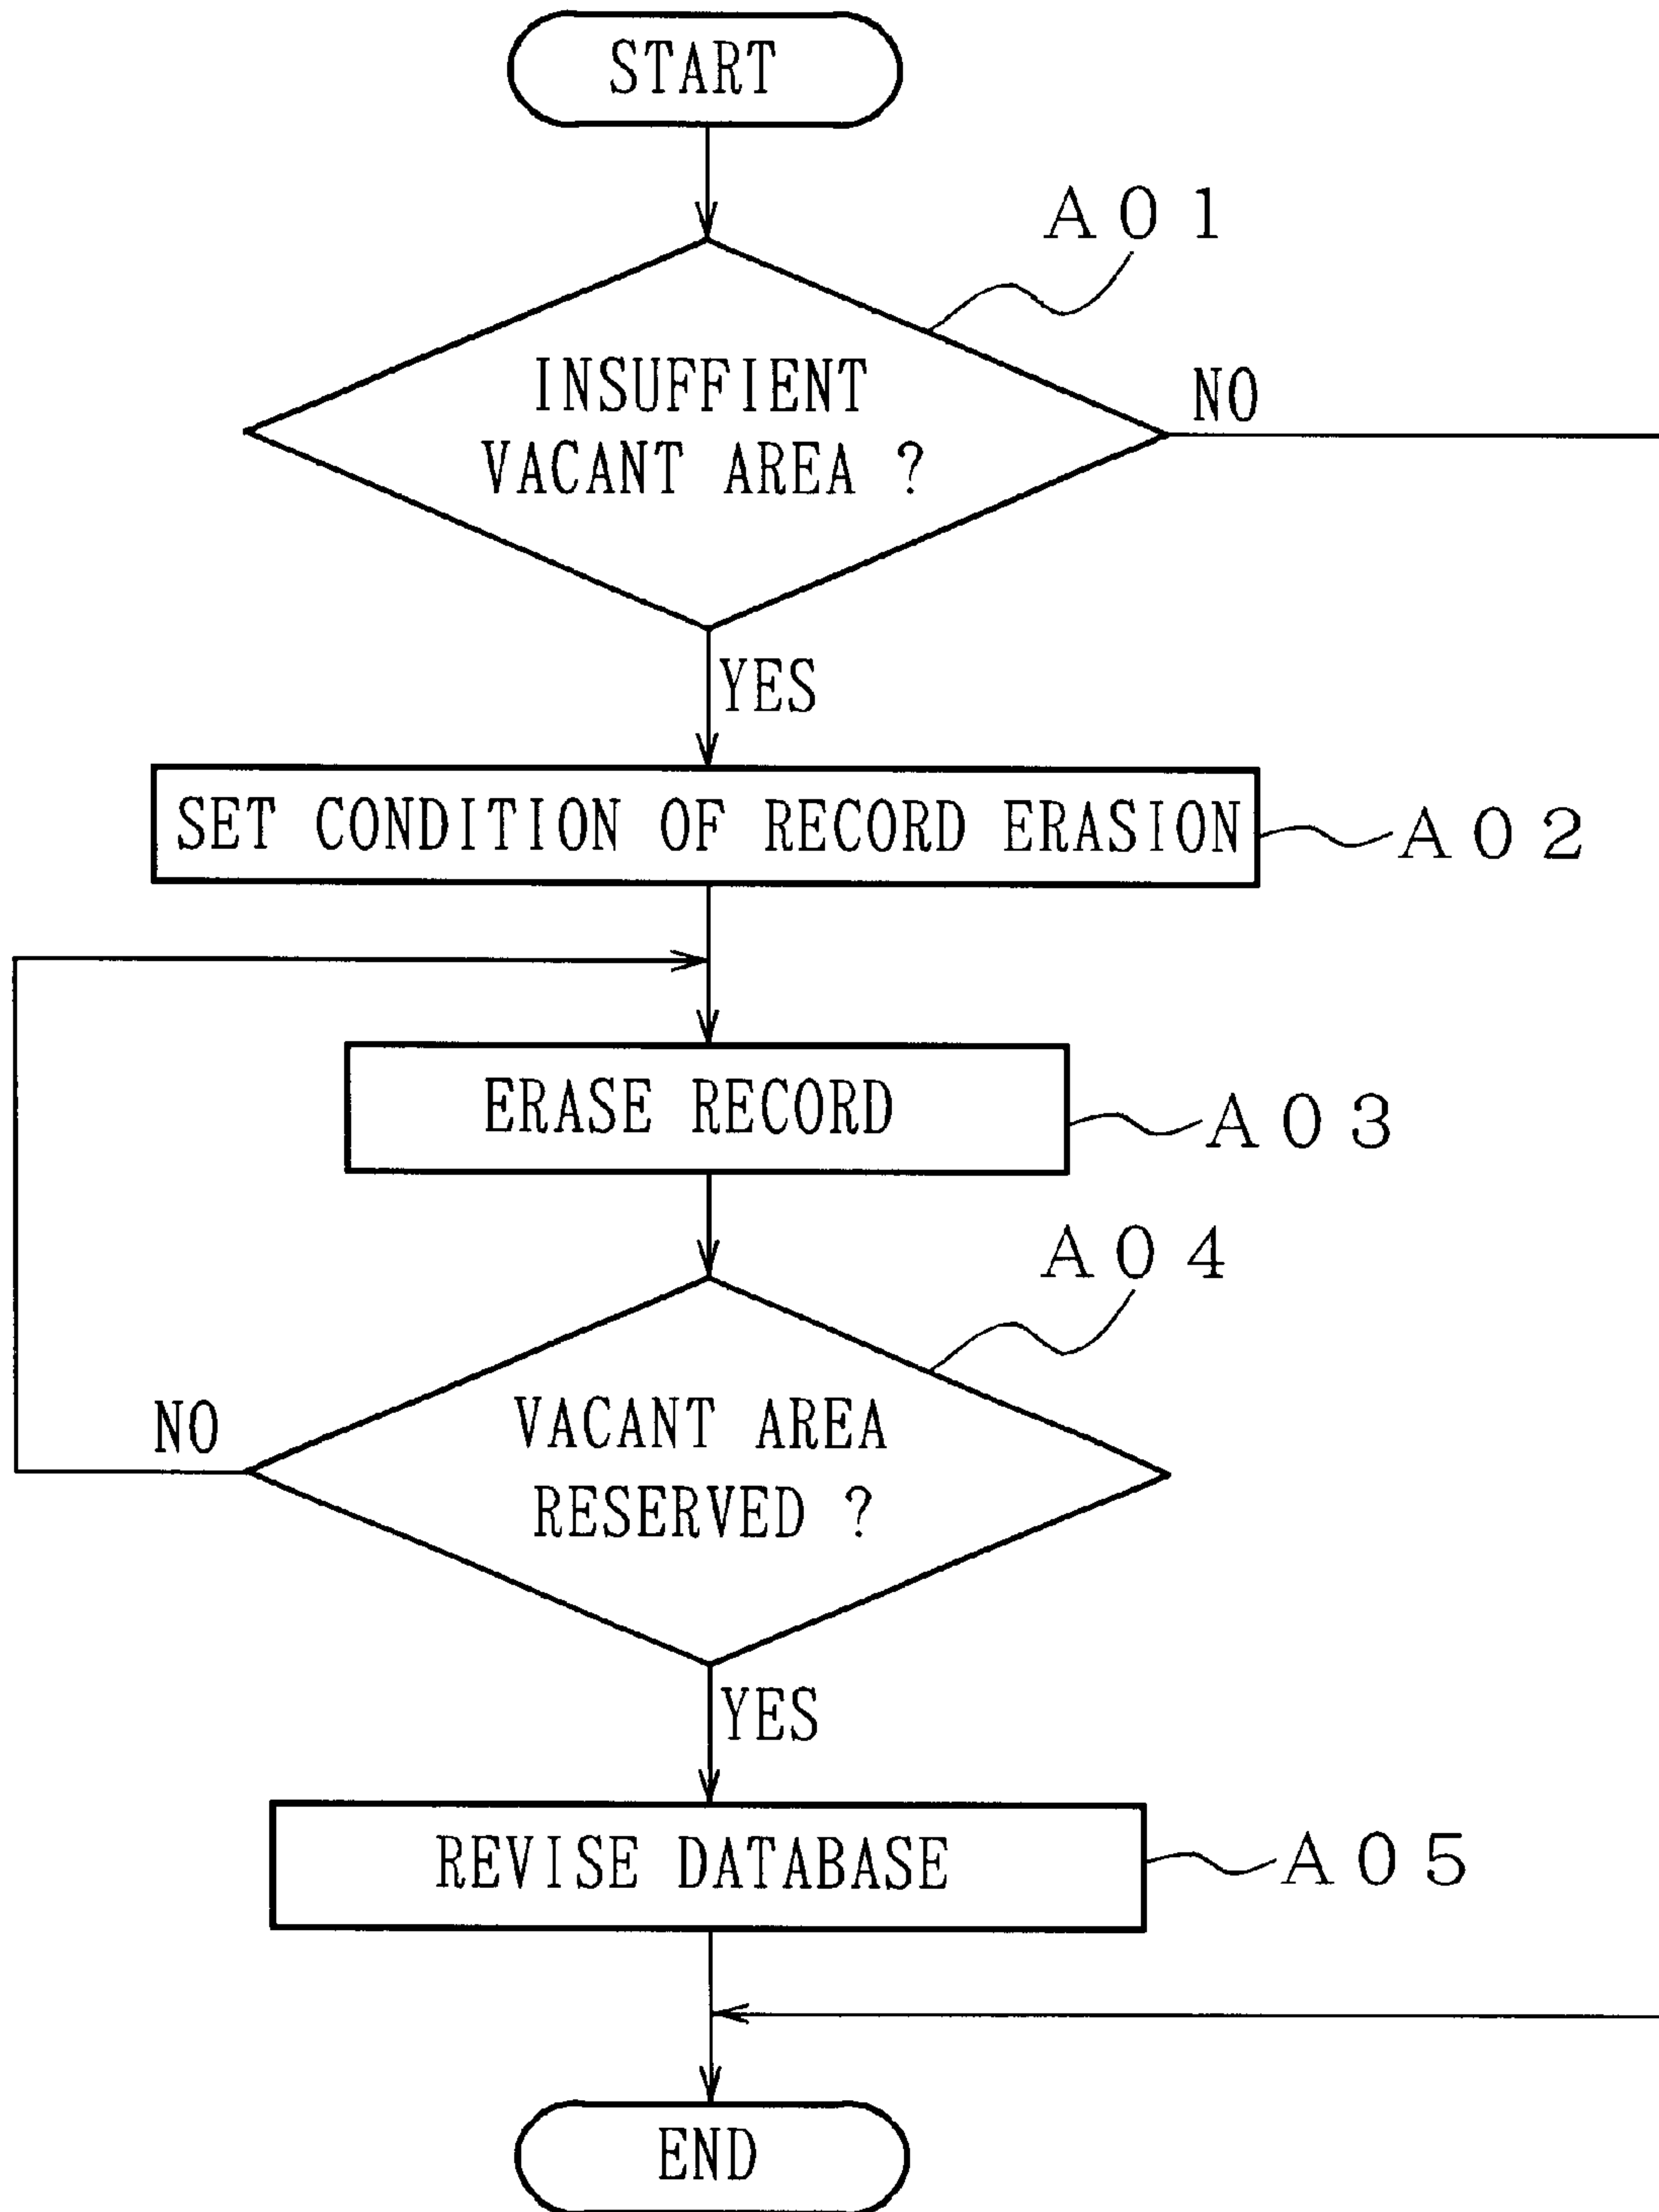 START
A01
INSUFFIENT
VACANT AREA ?
NO
YES
SET CONDITION OF RECORD ERASION
A02
ERASE RECORD
A03
A04
VACANT AREA
RESERVED ?
NO
YES
REVISE DATABASE
A05
END